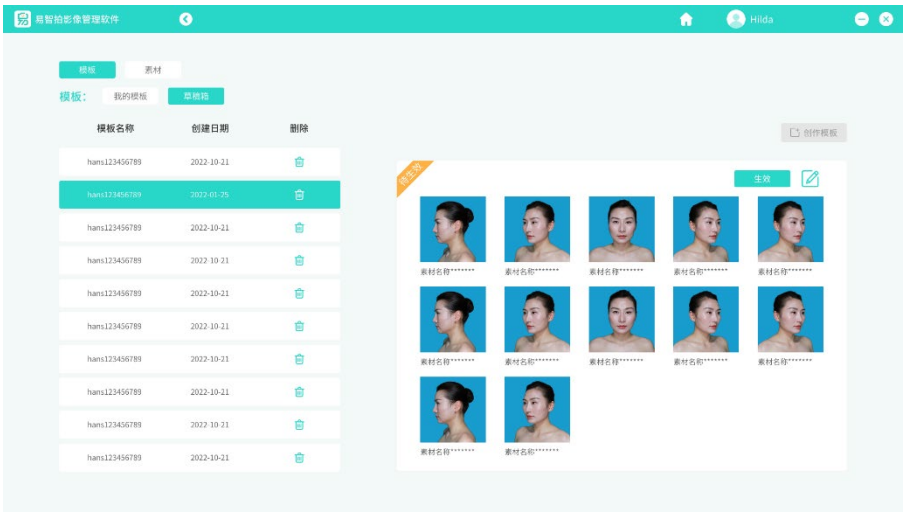 易 易智拍影像管理软件 Hilda
模板 素材
模板： 我的模板 草稿箱
模板名称 创建日期 删除
创作模板
hans123456789 2022-10-21
待生效
生效
hans123456789 2022-01-25
hans123456789 2022-10-21
hans123456789 2022-10-21
hans123456789 2022-10-21
hans123456789 2022-10-21
hans123456789 2022-10-21
hans123456789 2022-10-21
hans123456789 2022-10-21
hans123456789 2022-10-21
素材名称******* 素材名称******* 素材名称******* 素材名称******* 素材名称*******
素材名称******* 素材名称******* 素材名称******* 素材名称******* 素材名称*******
素材名称******* 素材名称*******